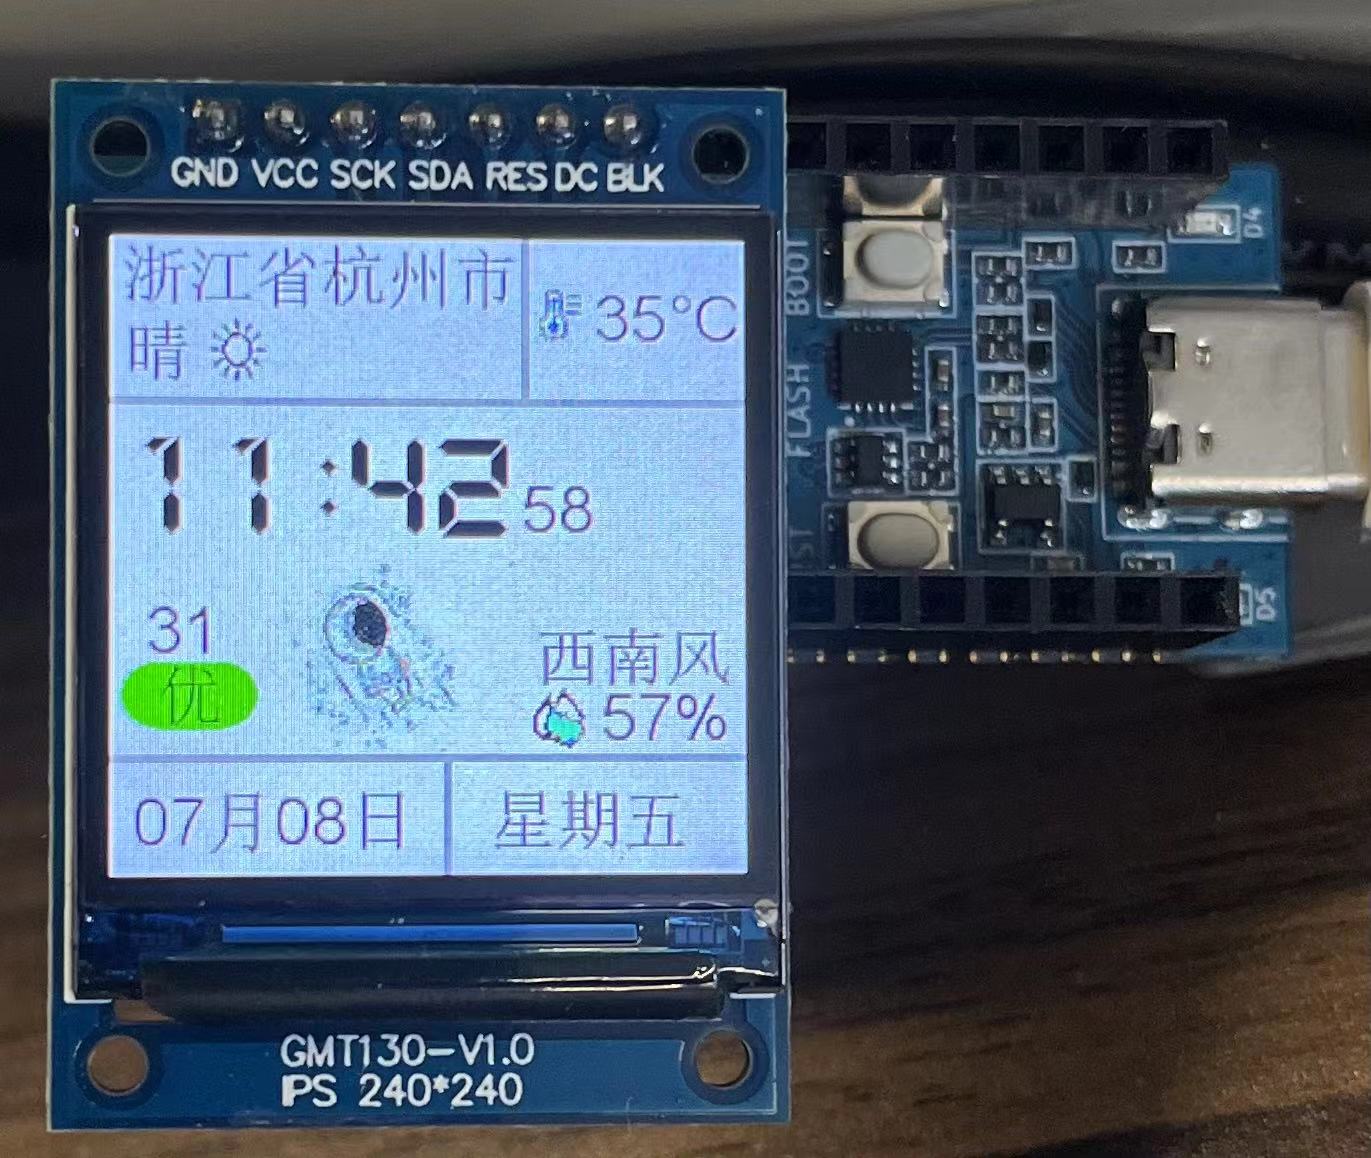 GND VCC SCK SDA RES DC BLK
浙江省杭州市
晴
35°C
11:42 58
31
优
西南风
57%
07月08日
星期五
GMT130-V1.0
IPS 240*240
BOOT
FLASH
D4
D5